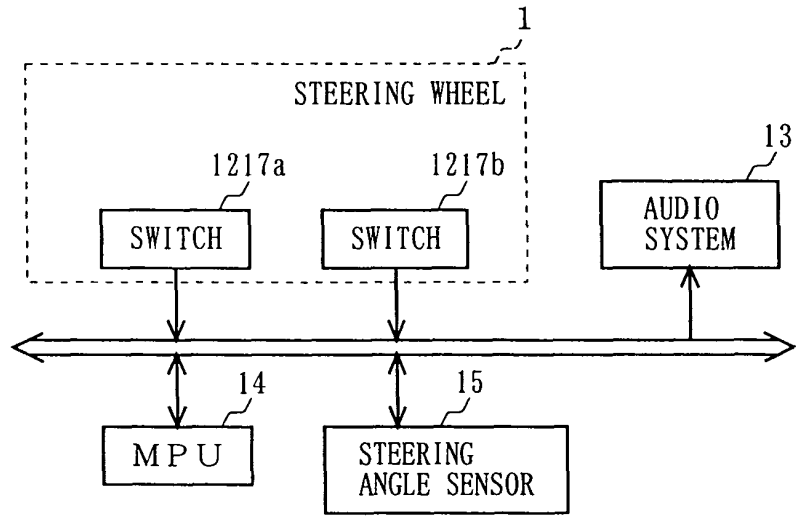 1
STEERING WHEEL
1217a
1217b
13
SWITCH
SWITCH
AUDIO
SYSTEM
14
15
MPU
STEERING
ANGLE SENSOR